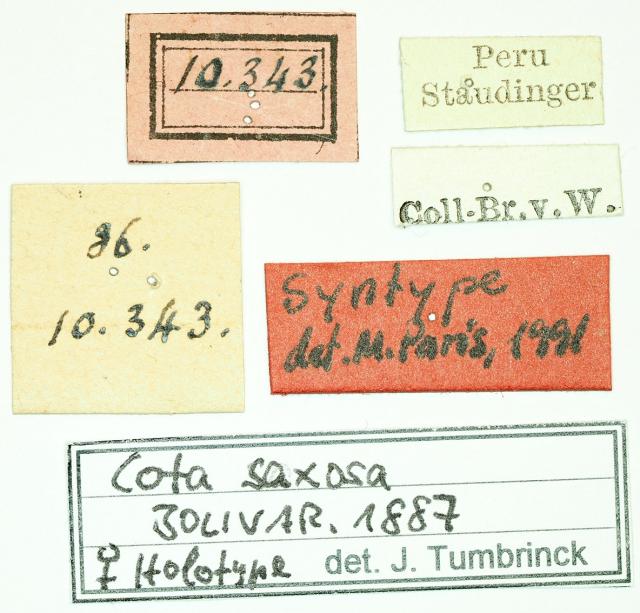 10.343.
Peru
Staudinger
Coll-Br.v.W.
86.
10.343.
Syntype
det. M. París, 1991
Cota saxosa
BOLIVAR. 1887
♀ Holotype det. J. Tumbrinck